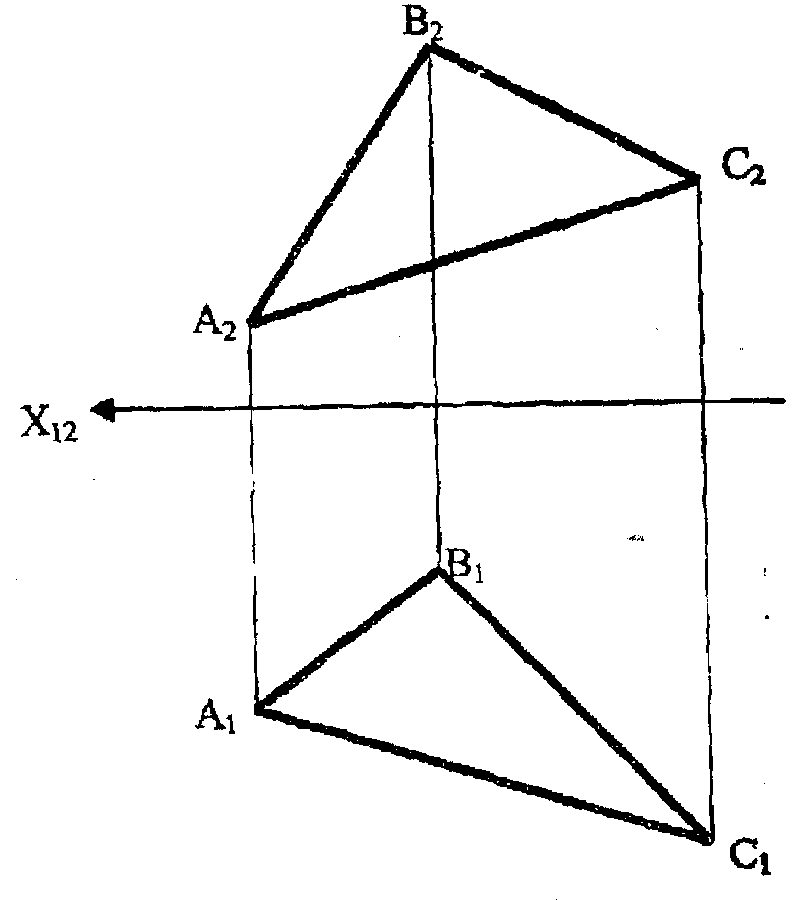 B₂
C₂
A₂
X₁₂
B₁
A₁
C₁